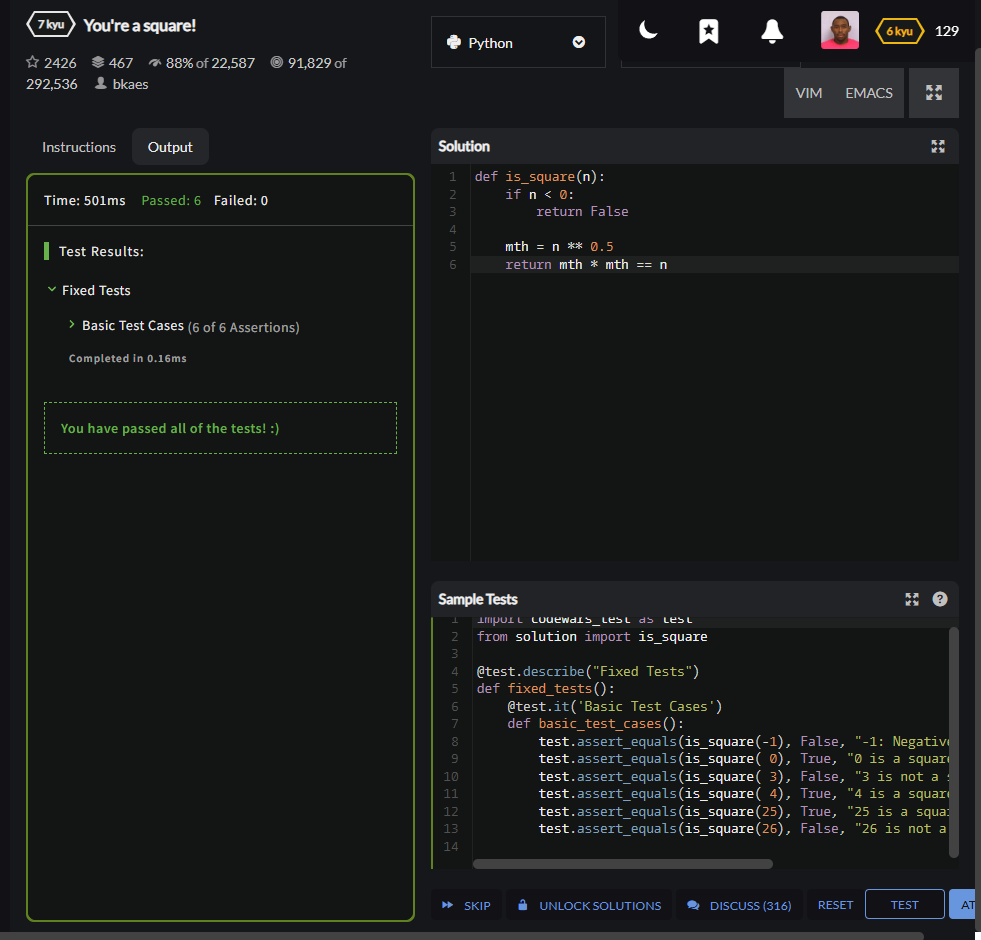 7 kyu You're a square!
2426 467 88% of 22,587 91,829 of
292,536 bkaes
Python
6 kyu 129
VIM EMACS
Instructions Output
Time: 501ms Passed: 6 Failed: 0
Test Results:
Fixed Tests
Basic Test Cases (6 of 6 Assertions)
Completed in 0.16ms
You have passed all of the tests! :)
Solution
1 def is_square(n):
2 if n < 0:
3 return False
4
5 mth = n ** 0.5
6 return mth * mth == n
Sample Tests
1 import codewars_test as test
2 from solution import is_square
3
4 @test.describe("Fixed Tests")
5 def fixed_tests():
6 @test.it('Basic Test Cases')
7 def basic_test_cases():
8 test.assert_equals(is_square(-1), False, "-1: Negative
9 test.assert_equals(is_square( 0), True, "0 is a square
10 test.assert_equals(is_square( 3), False, "3 is not a
11 test.assert_equals(is_square( 4), True, "4 is a square
12 test.assert_equals(is_square(25), True, "25 is a squa
13 test.assert_equals(is_square(26), False, "26 is not a
14
SKIP UNLOCK SOLUTIONS DISCUSS (316) RESET TEST AT